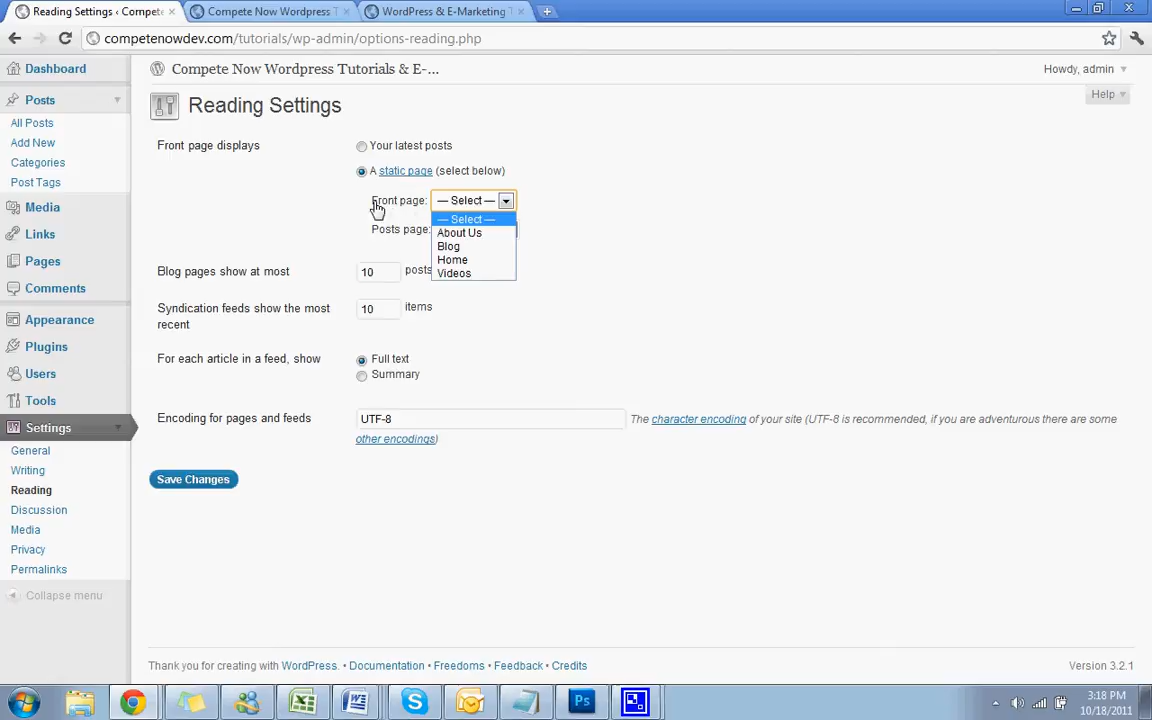 Reading Settings ‹ Compete
Compete Now Wordpress T
WordPress & E-Marketing T
competenowdev.com/tutorials/wp-admin/options-reading.php
Dashboard
Compete Now Wordpress Tutorials & E-...
Howdy, admin
Help
Posts
Reading Settings
All Posts
Add New
Categories
Post Tags
Media
Links
Pages
Comments
Appearance
Plugins
Users
Tools
Settings
General
Writing
Reading
Discussion
Media
Privacy
Permalinks
Collapse menu
Front page displays
Your latest posts
A static page (select below)
Front page: — Select —
— Select —
About Us
Blog
Home
Videos
Posts page:
Blog pages show at most 10 posts
Syndication feeds show the most recent 10 items
For each article in a feed, show
Full text
Summary
Encoding for pages and feeds UTF-8 The character encoding of your site (UTF-8 is recommended, if you are adventurous there are some
other encodings)
Save Changes
Thank you for creating with WordPress. • Documentation • Freedoms • Feedback • Credits
Version 3.2.1
3:18 PM
10/18/2011